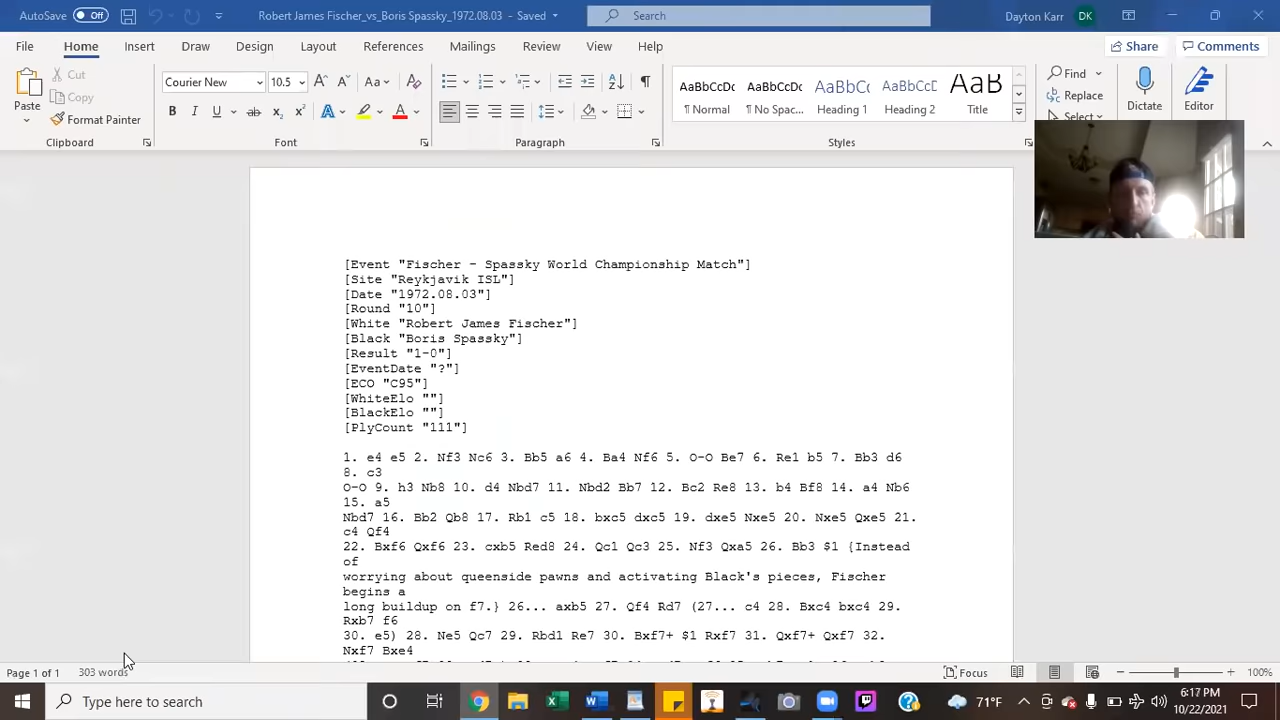 AutoSave Off Robert James Fischer_vs_Boris Spassky_1972.08.03 - Saved Search Dayton Karr DK
File Home Insert Draw Design Layout References Mailings Review View Help Share Comments
Paste Cut Copy Format Painter
Courier New 10.5
AaBbCcDc AaBbCcDc AaBbCcD AaBbCcD AaB
¶ Normal ¶ No Spac... Heading 1 Heading 2 Title
Find Replace Select Dictate Editor
Clipboard Font Paragraph Styles
[Event "Fischer - Spassky World Championship Match"]
[Site "Reykjavik ISL"]
[Date "1972.08.03"]
[Round "10"]
[White "Robert James Fischer"]
[Black "Boris Spassky"]
[Result "1-0"]
[EventDate "?"]
[ECO "C95"]
[WhiteElo ""]
[BlackElo ""]
[PlyCount "111"]
1. e4 e5 2. Nf3 Nc6 3. Bb5 a6 4. Ba4 Nf6 5. O-O Be7 6. Re1 b5 7. Bb3 d6
8. c3
O-O 9. h3 Nb8 10. d4 Nbd7 11. Nbd2 Bb7 12. Bc2 Re8 13. b4 Bf8 14. a4 Nb6
15. a5
Nbd7 16. Bb2 Qb8 17. Rb1 c5 18. bxc5 dxc5 19. dxe5 Nxe5 20. Nxe5 Qxe5 21.
c4 Qf4
22. Bxf6 Qxf6 23. cxb5 Red8 24. Qc1 Qc3 25. Nf3 Qxa5 26. Bb3 $1 {Instead
of
worrying about queenside pawns and activating Black's pieces, Fischer
begins a
long buildup on f7.} 26... axb5 27. Qf4 Rd7 (27... c4 28. Bxc4 bxc4 29.
Rxb7 f6
30. e5) 28. Ne5 Qc7 29. Rbd1 Re7 30. Bxf7+ $1 Rxf7 31. Qxf7+ Qxf7 32.
Nxf7 Bxe4
Page 1 of 1 303 words Focus 100%
Type here to search 71°F 6:17 PM
10/22/2021